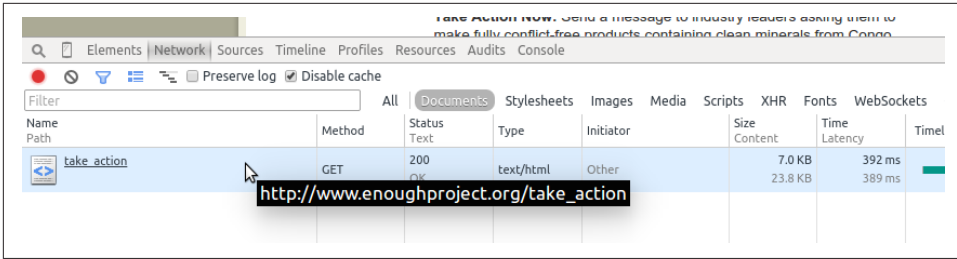 Take Action Now: Send a message to industry leaders asking them to
make fully conflict-free products containing clean minerals from Congo
Elements Network Sources Timeline Profiles Resources Audits Console
Preserve log Disable cache
Filter All Documents Stylesheets Images Media Scripts XHR Fonts WebSockets
Name Method Status Type Initiator Size Time Timel
Path Text Content Latency
take_action GET 200 text/html Other 7.0 KB 392 ms
OK 23.8 KB 389 ms
http://www.enoughproject.org/take_action